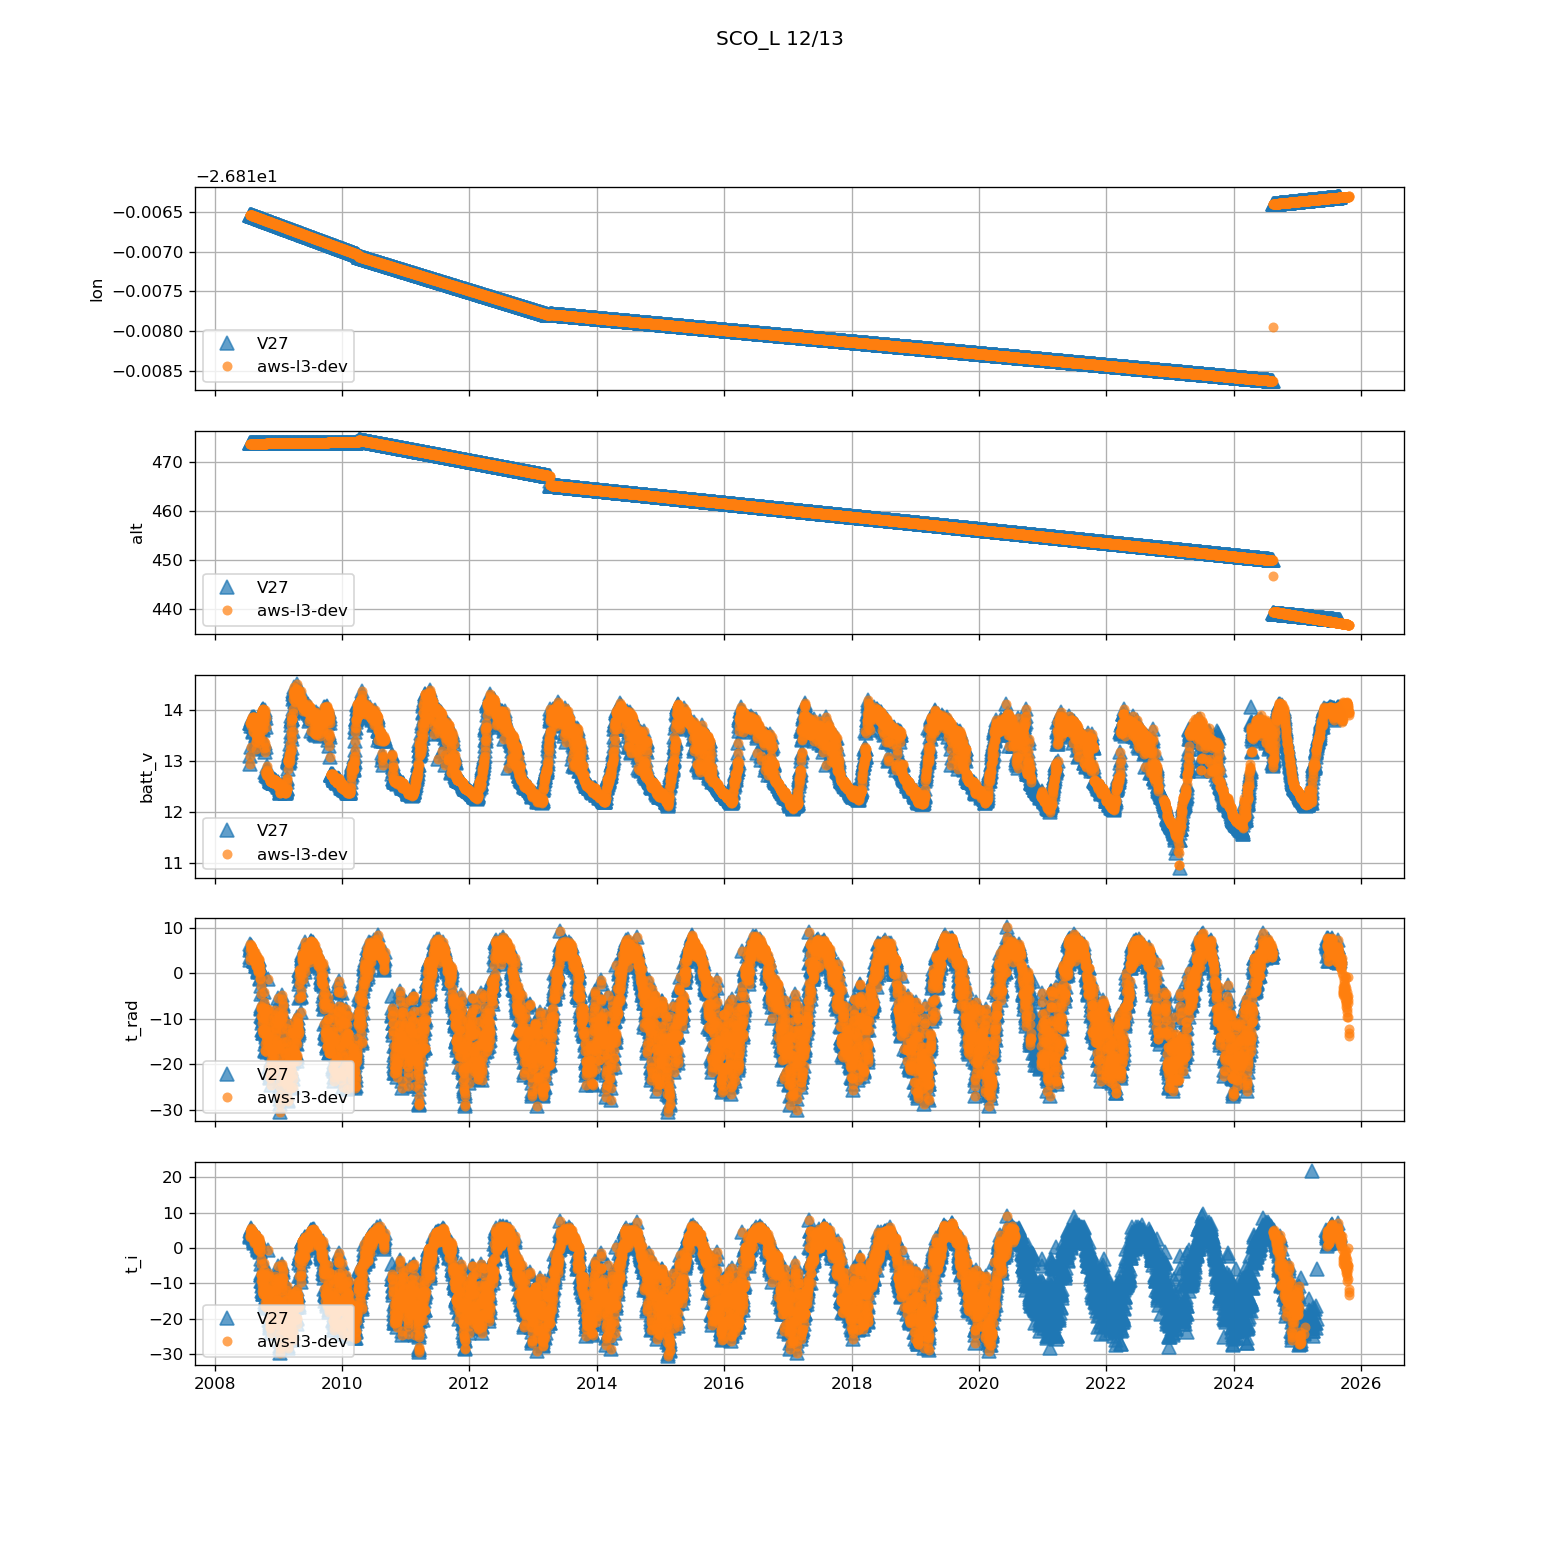 SCO_L 12/13
−2.681e1
−0.0065
−0.0070
−0.0075
−0.0080
−0.0085
lon
V27
aws-l3-dev
470
460
450
440
alt
V27
aws-l3-dev
14
13
12
11
batt_v
V27
aws-l3-dev
10
0
−10
−20
−30
t_rad
V27
aws-l3-dev
20
10
0
−10
−20
−30
t_i
V27
aws-l3-dev
2008 2010 2012 2014 2016 2018 2020 2022 2024 2026